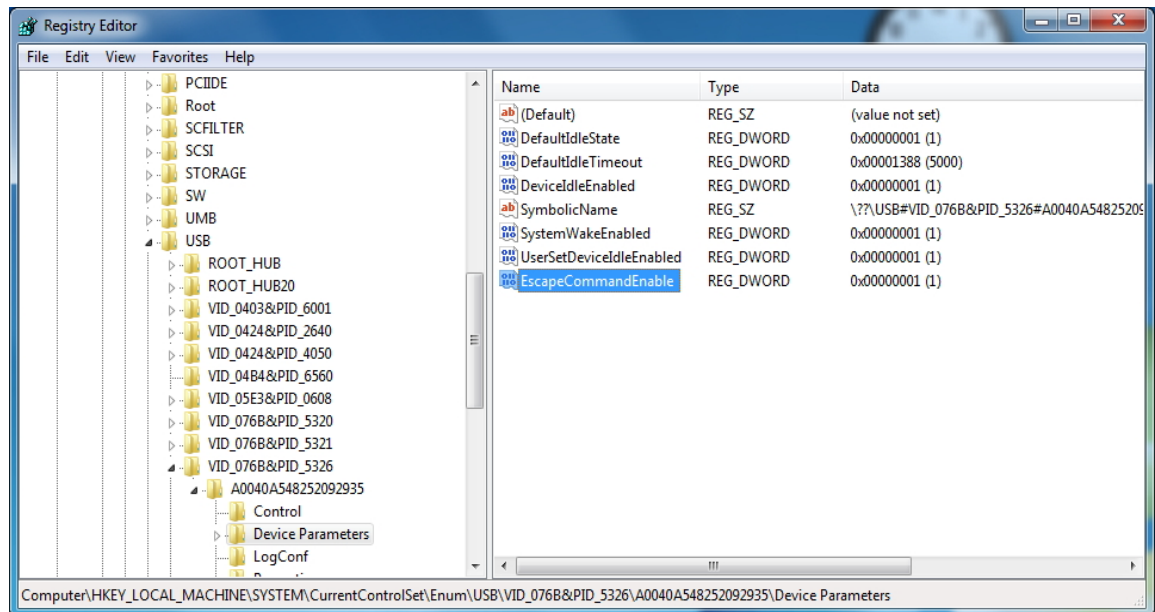 Registry Editor
File Edit View Favorites Help
PCIIDE
Root
SCFILTER
SCSI
STORAGE
SW
UMB
USB
ROOT_HUB
ROOT_HUB20
VID_0403&PID_6001
VID_0424&PID_2640
VID_0424&PID_4050
VID_04B4&PID_6560
VID_05E3&PID_0608
VID_076B&PID_5320
VID_076B&PID_5321
VID_076B&PID_5326
A0040A548252092935
Control
Device Parameters
LogConf
Name Type Data
(Default) REG_SZ (value not set)
DefaultIdleState REG_DWORD 0x00000001 (1)
DefaultIdleTimeout REG_DWORD 0x00001388 (5000)
DeviceIdleEnabled REG_DWORD 0x00000001 (1)
SymbolicName REG_SZ \??\USB#VID_076B&PID_5326#A0040A54825209
SystemWakeEnabled REG_DWORD 0x00000001 (1)
UserSetDeviceIdleEnabled REG_DWORD 0x00000001 (1)
EscapeCommandEnable REG_DWORD 0x00000001 (1)
Computer\HKEY_LOCAL_MACHINE\SYSTEM\CurrentControlSet\Enum\USB\VID_076B&PID_5326\A0040A548252092935\Device Parameters